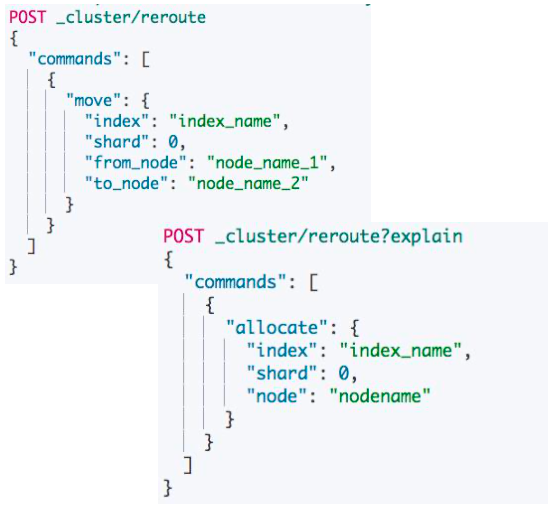 POST _cluster/reroute
{
"commands": [
{
"move": {
"index": "index_name",
"shard": 0,
"from_node": "node_name_1",
"to_node": "node_name_2"
}
}
]
}
POST _cluster/reroute?explain
{
"commands": [
{
"allocate": {
"index": "index_name",
"shard": 0,
"node": "nodename"
}
}
]
}